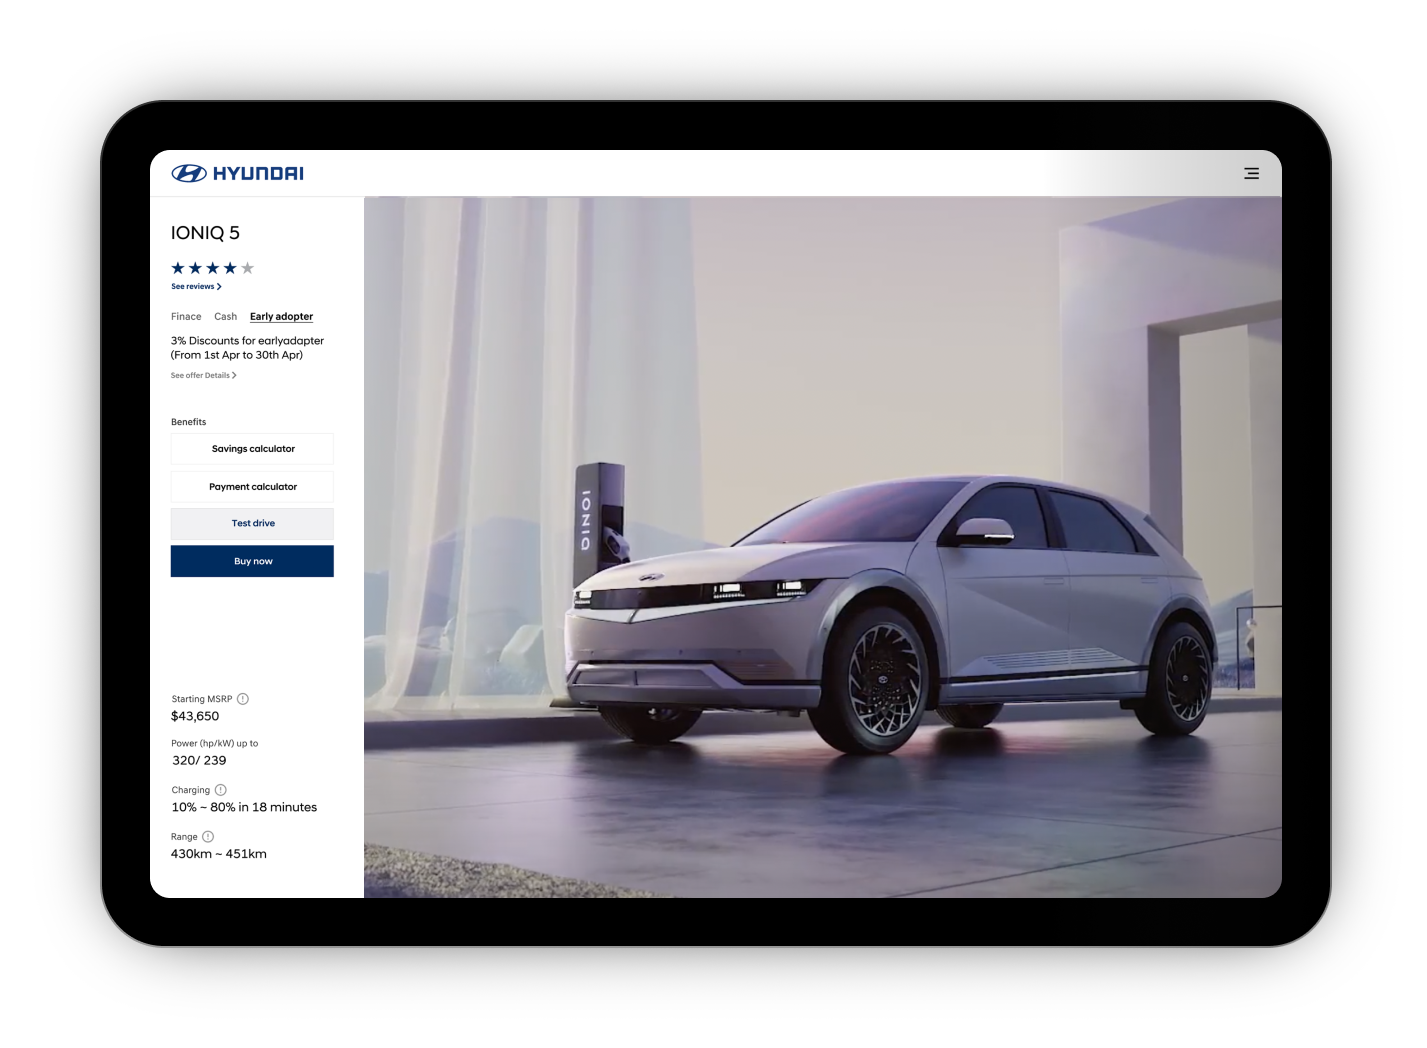 HYUNDAI
IONIQ 5
See reviews
Finace Cash Early adopter
3% Discounts for earlyadapter
(From 1st Apr to 30th Apr)
See offer Details
Benefits
Savings calculator
Payment calculator
Test drive
Buy now
IONIQ
Starting MSRP
$43,650
Power (hp/kW) up to
320/ 239
Charging
10% ~ 80% in 18 minutes
Range
430km ~ 451km